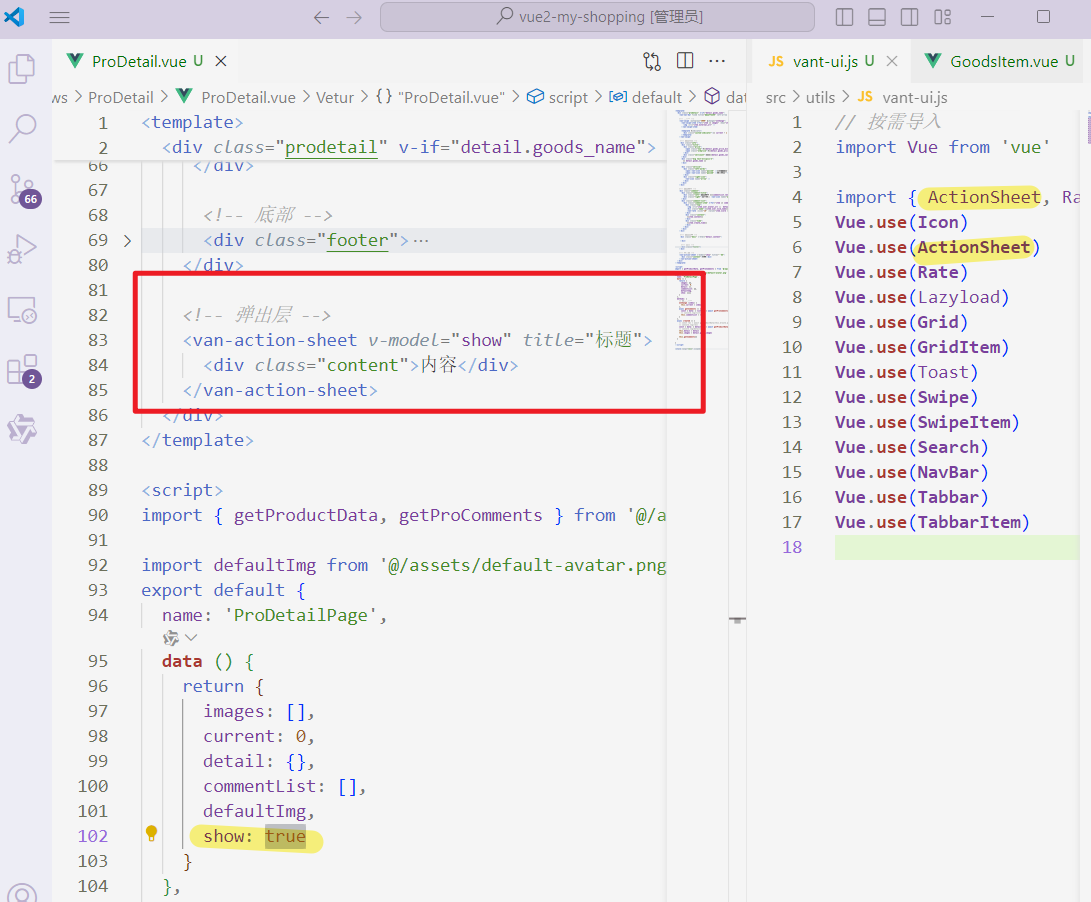 vue2-my-shopping [管理员]
ProDetail.vue U
ws > ProDetail > ProDetail.vue > Vetur > {} "ProDetail.vue" > script > default > dat
1 <template>
2 <div class="prodetail" v-if="detail.goods_name">
66 </div>
67
68 <!-- 底部 -->
69 <div class="footer">…
80 </div>
81
82 <!-- 弹出层 -->
83 <van-action-sheet v-model="show" title="标题">
84 <div class="content">内容</div>
85 </van-action-sheet>
86 </div>
87 </template>
88
89 <script>
90 import { getProductData, getProComments } from '@/a
91
92 import defaultImg from '@/assets/default-avatar.png
93 export default {
94 name: 'ProDetailPage',
95 data () {
96 return {
97 images: [],
98 current: 0,
99 detail: {},
100 commentList: [],
101 defaultImg,
102 show: true
103 }
104 },
66
2
JS vant-ui.js U
GoodsItem.vue U
src > utils > JS vant-ui.js
1 // 按需导入
2 import Vue from 'vue'
3
4 import { ActionSheet, Ra
5 Vue.use(Icon)
6 Vue.use(ActionSheet)
7 Vue.use(Rate)
8 Vue.use(Lazyload)
9 Vue.use(Grid)
10 Vue.use(GridItem)
11 Vue.use(Toast)
12 Vue.use(Swipe)
13 Vue.use(SwipeItem)
14 Vue.use(Search)
15 Vue.use(NavBar)
16 Vue.use(Tabbar)
17 Vue.use(TabbarItem)
18